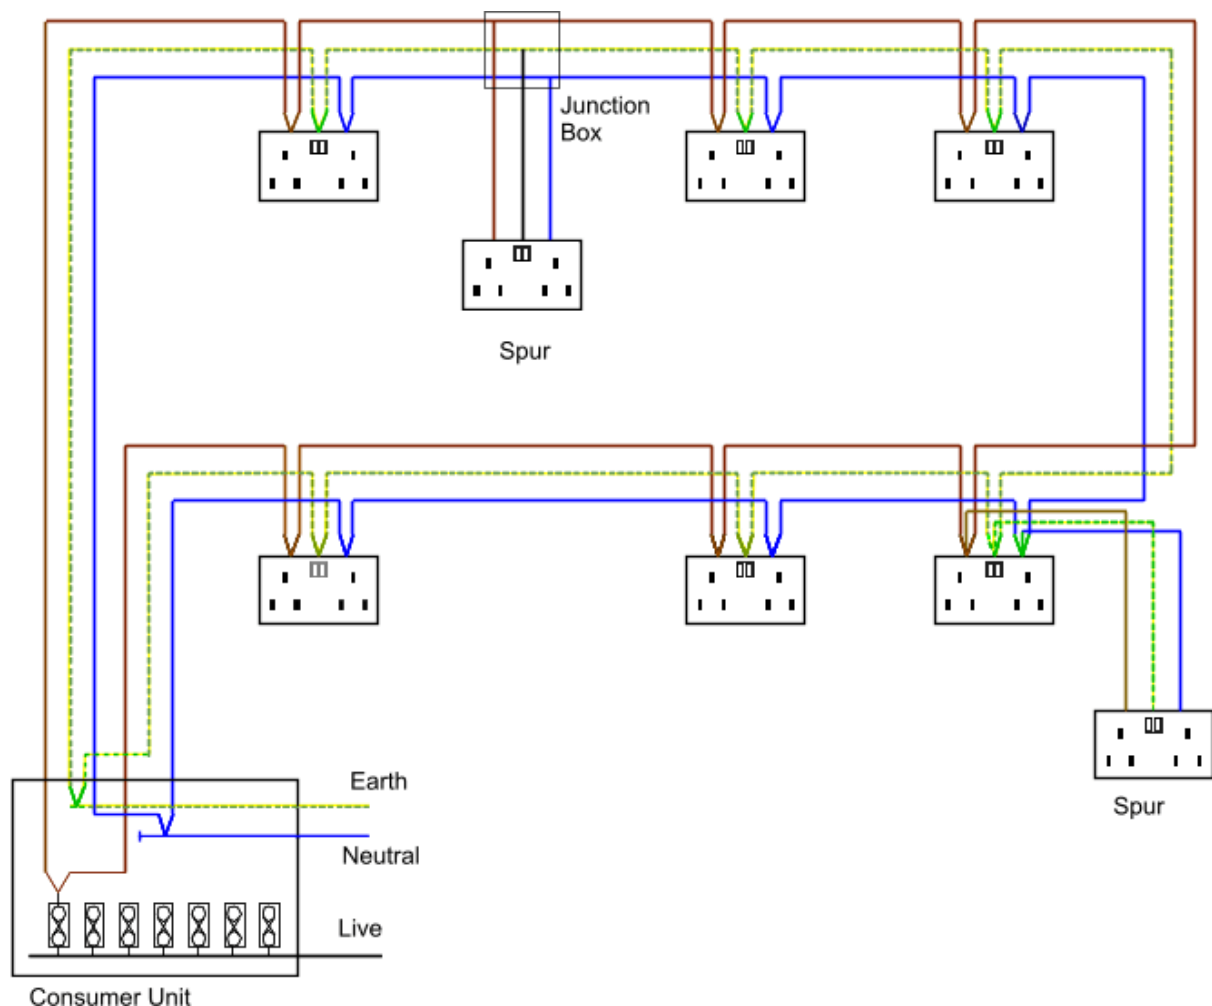 Junction
Box
Spur
Earth
Spur
Neutral
Live
Consumer Unit